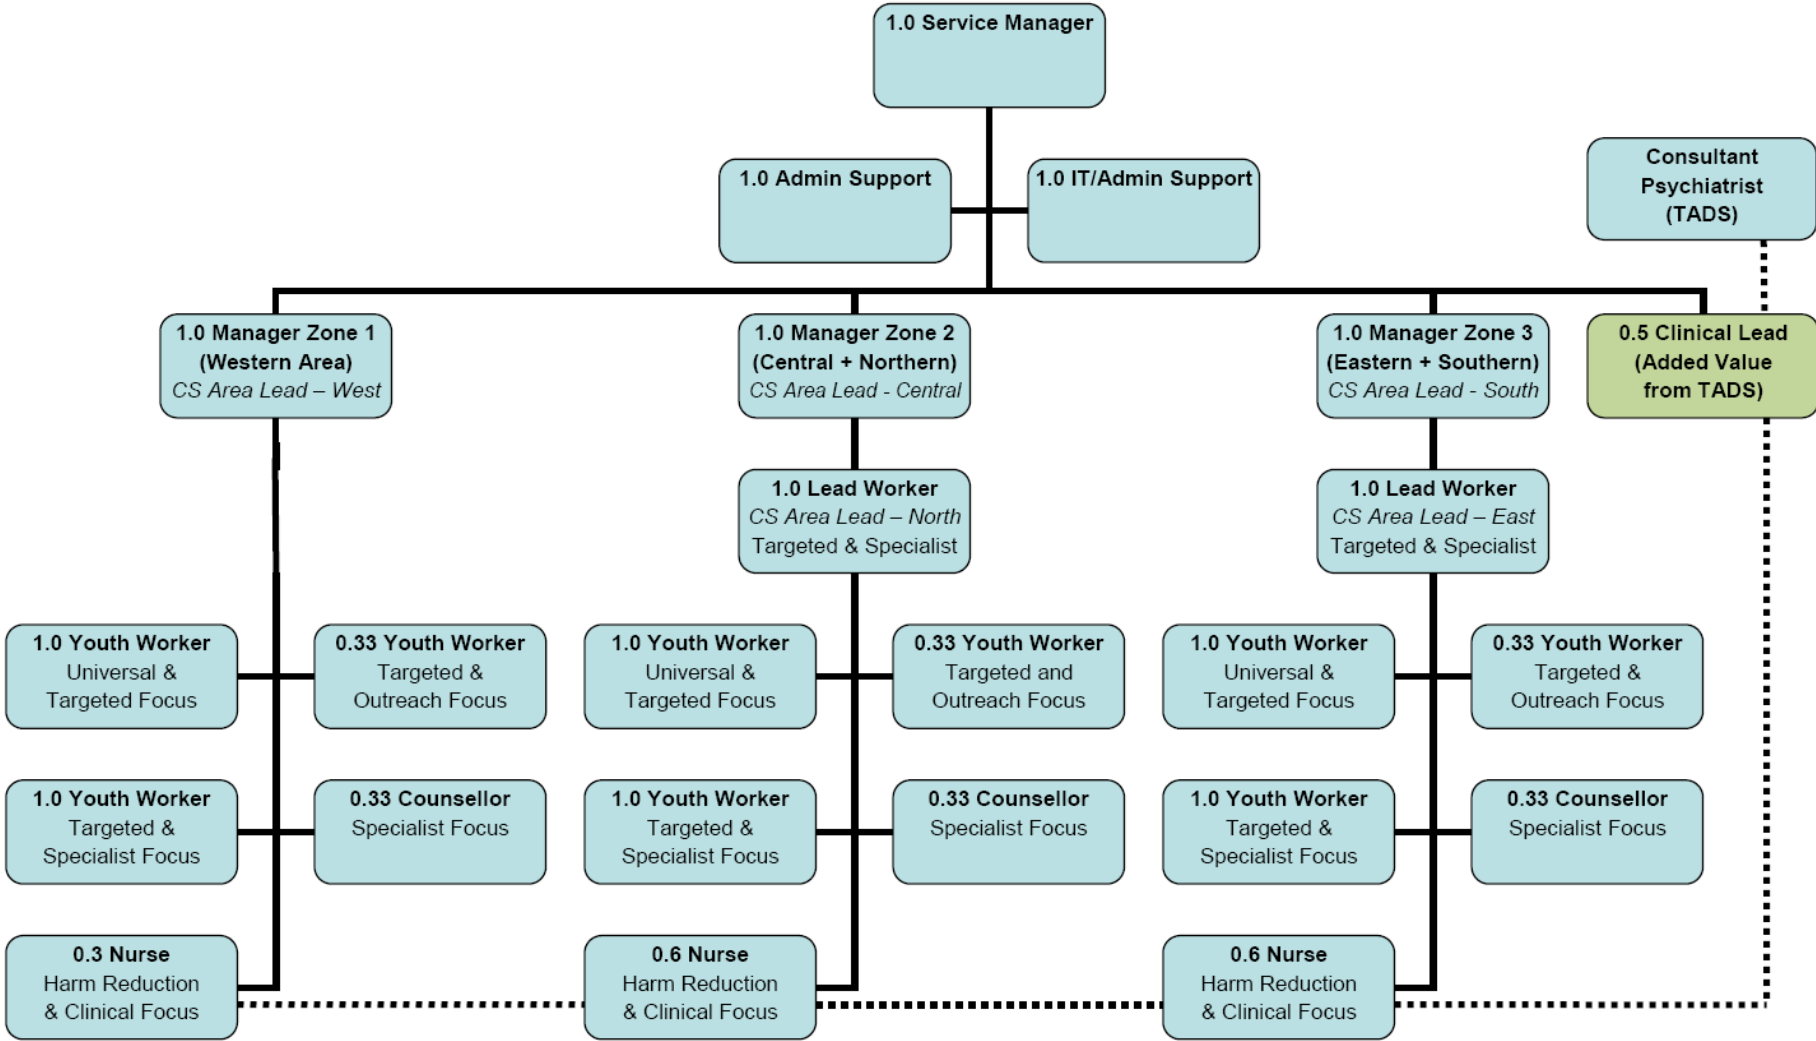 1.0 Service Manager
1.0 Admin Support
1.0 IT/Admin Support
Consultant
Psychiatrist
(TADS)
1.0 Manager Zone 1
(Western Area)
CS Area Lead – West
1.0 Manager Zone 2
(Central + Northern)
CS Area Lead - Central
1.0 Manager Zone 3
(Eastern + Southern)
CS Area Lead - South
0.5 Clinical Lead
(Added Value
from TADS)
1.0 Lead Worker
CS Area Lead – North
Targeted & Specialist
1.0 Lead Worker
CS Area Lead – East
Targeted & Specialist
1.0 Youth Worker
Universal &
Targeted Focus
0.33 Youth Worker
Targeted &
Outreach Focus
1.0 Youth Worker
Universal &
Targeted Focus
0.33 Youth Worker
Targeted and
Outreach Focus
1.0 Youth Worker
Universal &
Targeted Focus
0.33 Youth Worker
Targeted &
Outreach Focus
1.0 Youth Worker
Targeted &
Specialist Focus
0.33 Counsellor
Specialist Focus
1.0 Youth Worker
Targeted &
Specialist Focus
0.33 Counsellor
Specialist Focus
1.0 Youth Worker
Targeted &
Specialist Focus
0.33 Counsellor
Specialist Focus
0.3 Nurse
Harm Reduction
& Clinical Focus
0.6 Nurse
Harm Reduction
& Clinical Focus
0.6 Nurse
Harm Reduction
& Clinical Focus